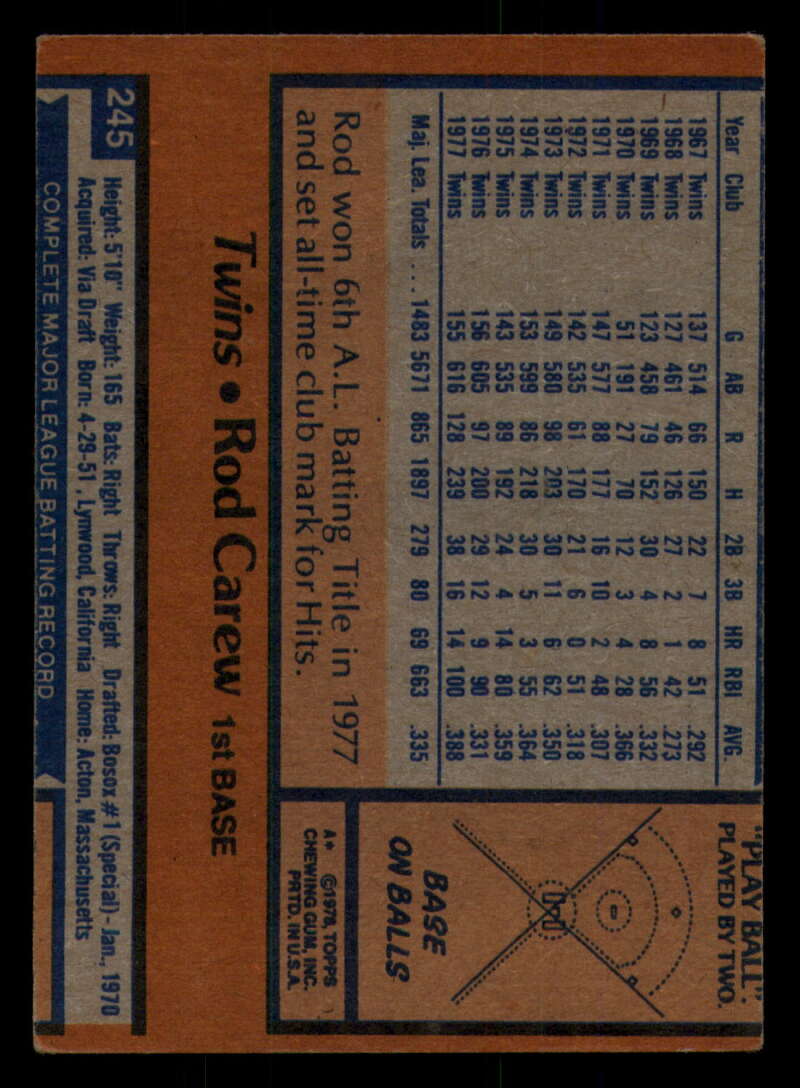 Year Club G AB R H 2B 3B HR RBI AVG.
1967 Twins 137 514 66 150 22 7 8 51 .292
1968 Twins 127 461 46 126 27 2 1 42 .273
1969 Twins 123 458 79 152 30 4 8 56 .332
1970 Twins 51 191 27 70 12 3 4 28 .366
1971 Twins 147 577 88 177 16 10 2 48 .307
1972 Twins 142 535 61 170 21 6 0 51 .318
1973 Twins 149 580 98 203 30 11 6 62 .350
1974 Twins 153 599 86 218 30 5 3 55 .364
1975 Twins 143 535 89 192 24 4 14 80 .359
1976 Twins 156 605 97 200 29 12 9 90 .331
1977 Twins 155 616 128 239 38 16 14 100 .388
Maj. Lea. Totals ... 1483 5671 865 1897 279 80 69 663 .335
Rod won 6th A.L. Batting Title in 1977
and set all-time club mark for Hits.
"PLAY BALL":
PLAYED BY TWO.
BASE
ON BALLS
A* ©1978, TOPPS
CHEWING GUM, INC.
PRTD. IN U.S.A.
Twins • Rod Carew 1st BASE
245
Height: 5'10" Weight: 165 Bats: Right Throws: Right Drafted: Bosox #1 (Special) - Jan., 1970
Acquired: Via Draft Born: 4-29-51, Lynwood, California Home: Acton, Massachusetts
COMPLETE MAJOR LEAGUE BATTING RECORD